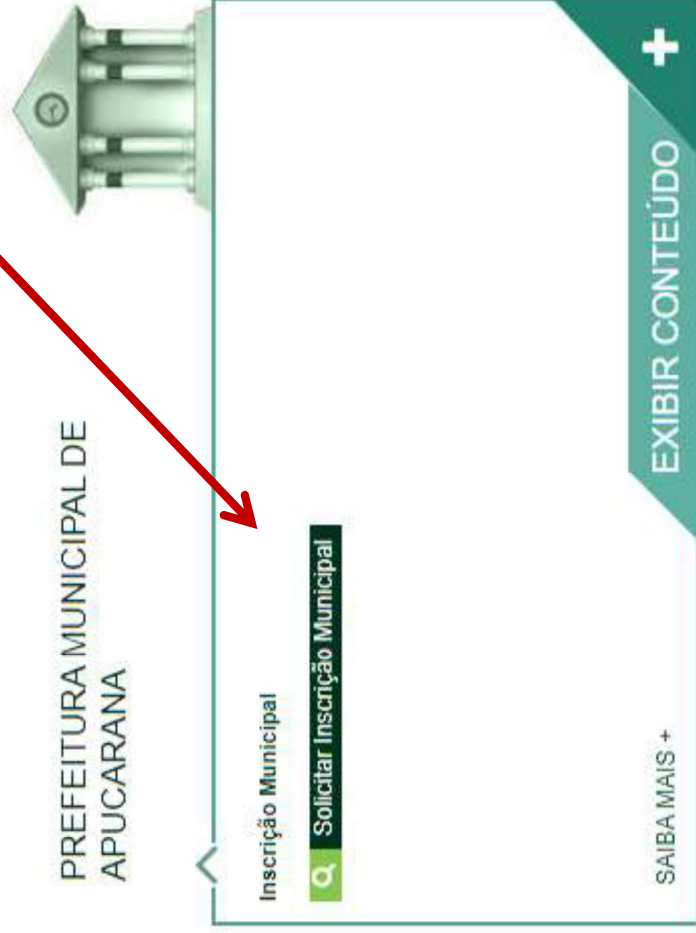 PREFEITURA MUNICIPAL DE
APUCARANA
Inscrição Municipal
Solicitar Inscrição Municipal
SAIBA MAIS +
EXIBIR CONTEÚDO